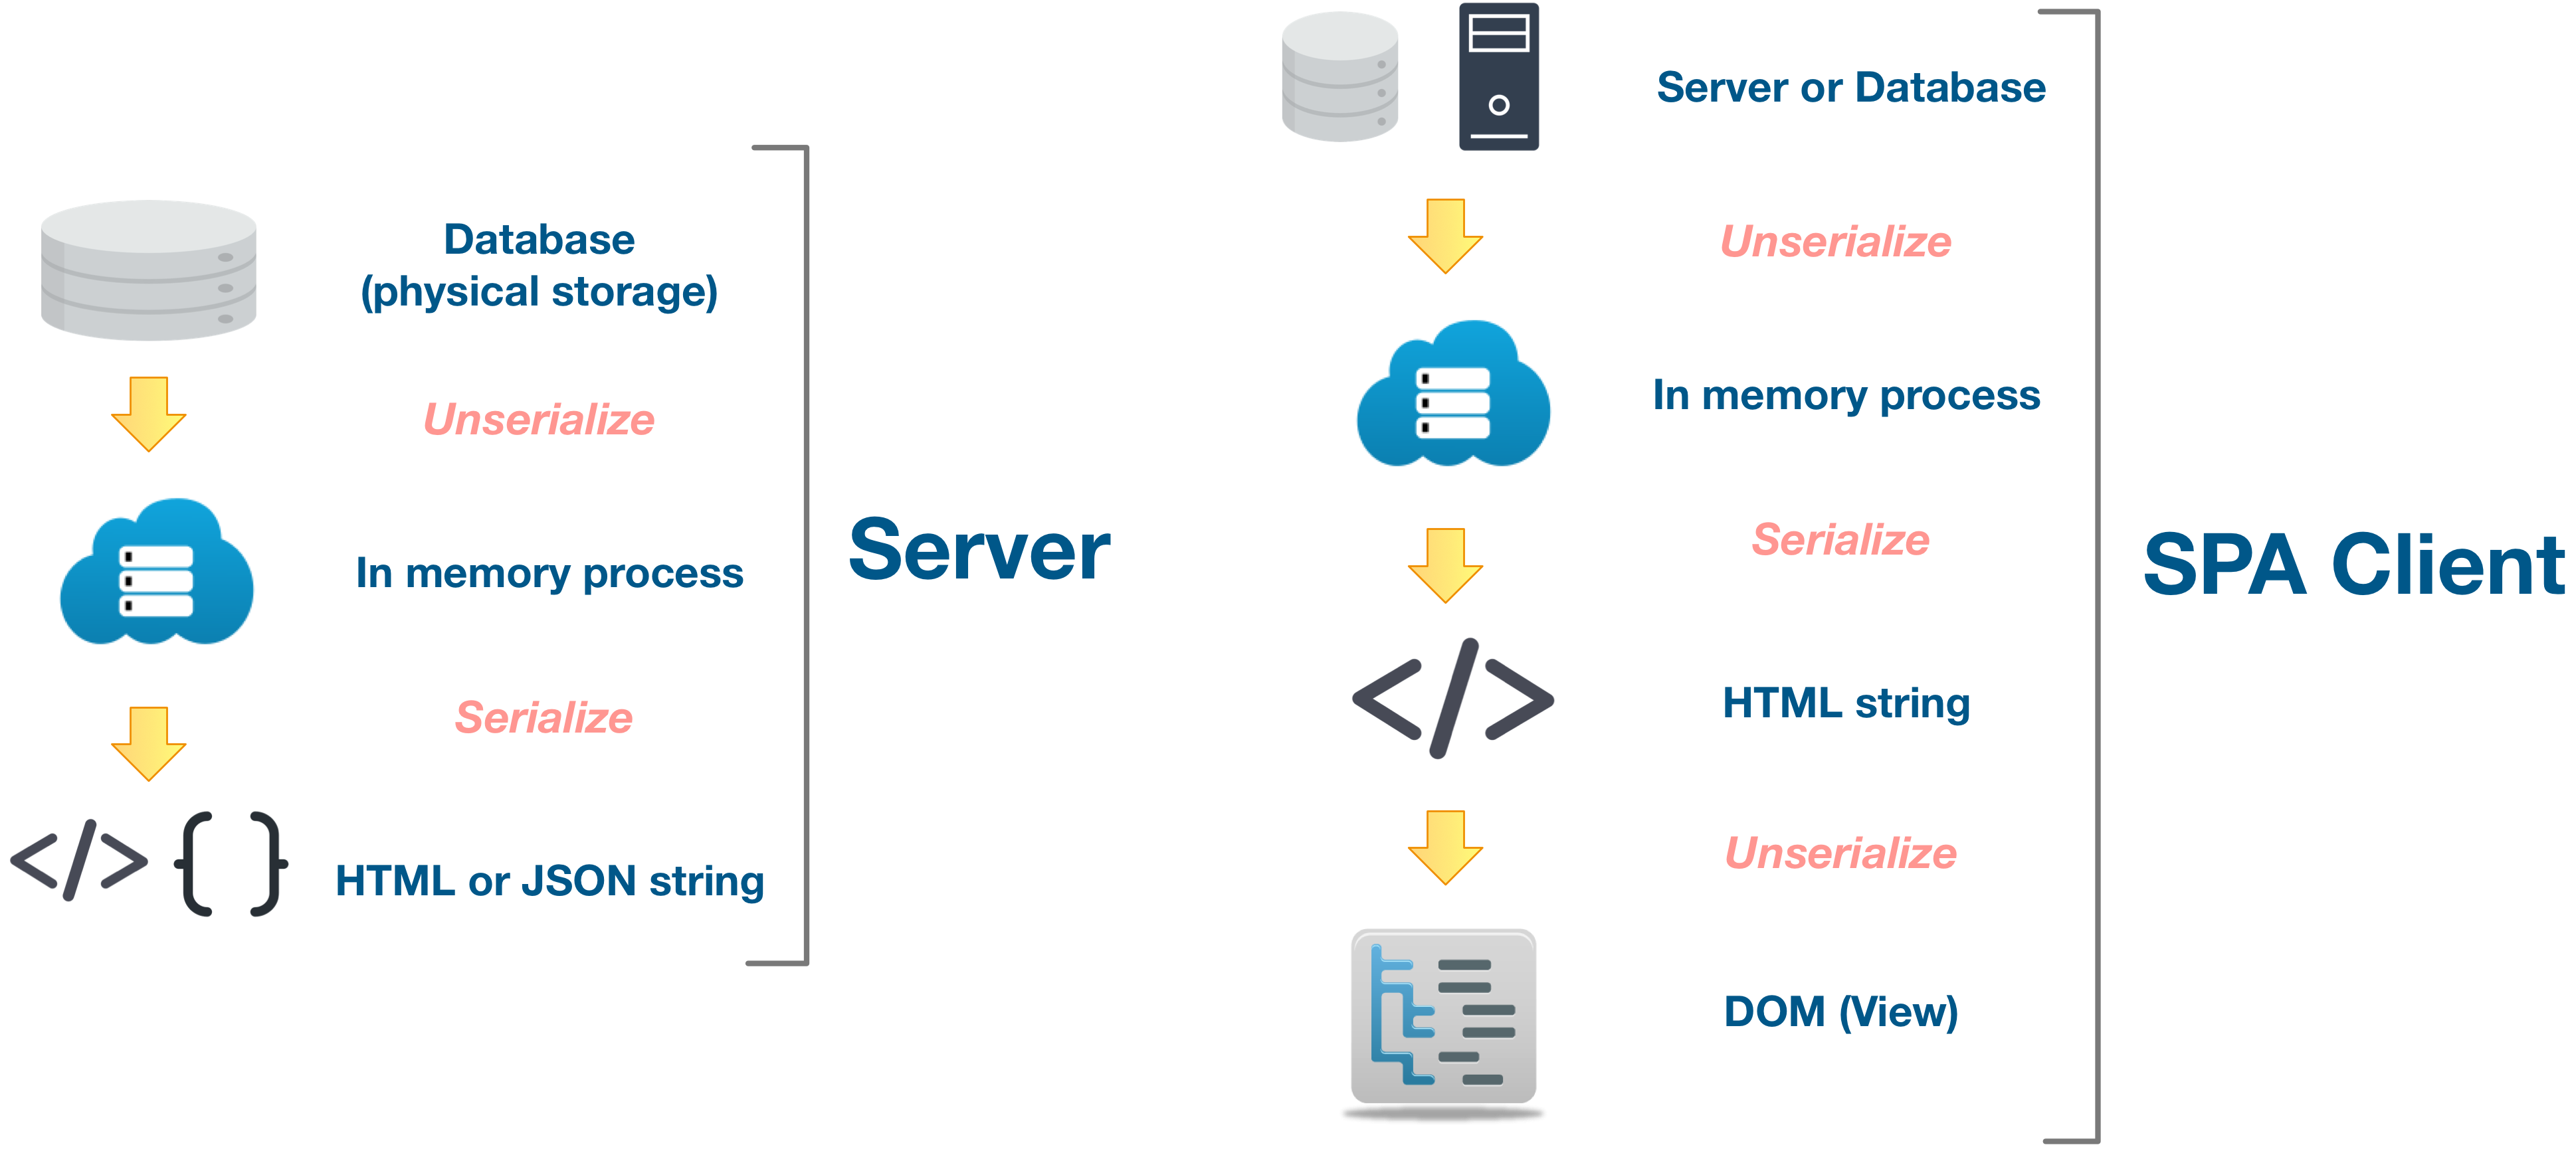 Database
(physical storage)
Unserialize
In memory process
Serialize
HTML or JSON string
Server
Server or Database
Unserialize
In memory process
Serialize
HTML string
Unserialize
DOM (View)
SPA Client